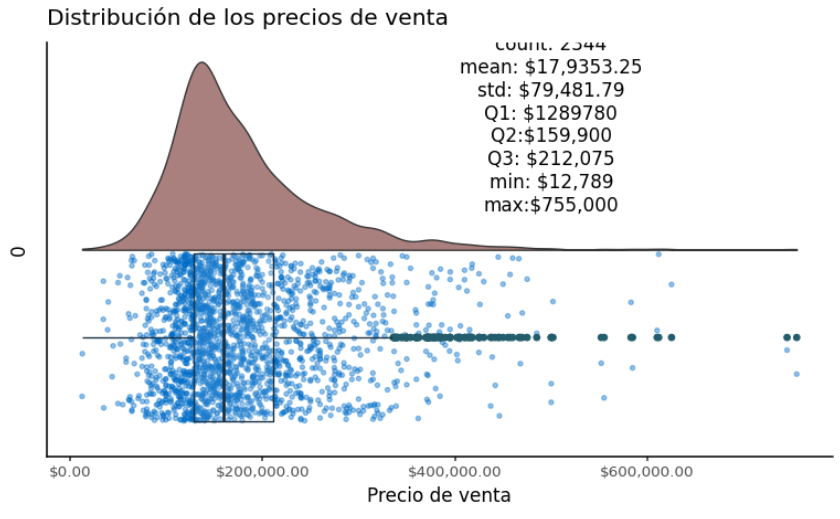 Distribución de los precios de venta
count: 2344
mean: $17,9353.25
std: $79,481.79
Q1: $1289780
Q2:$159,900
Q3: $212,075
min: $12,789
max:$755,000
0
$0.00 $200,000.00 $400,000.00 $600,000.00
Precio de venta